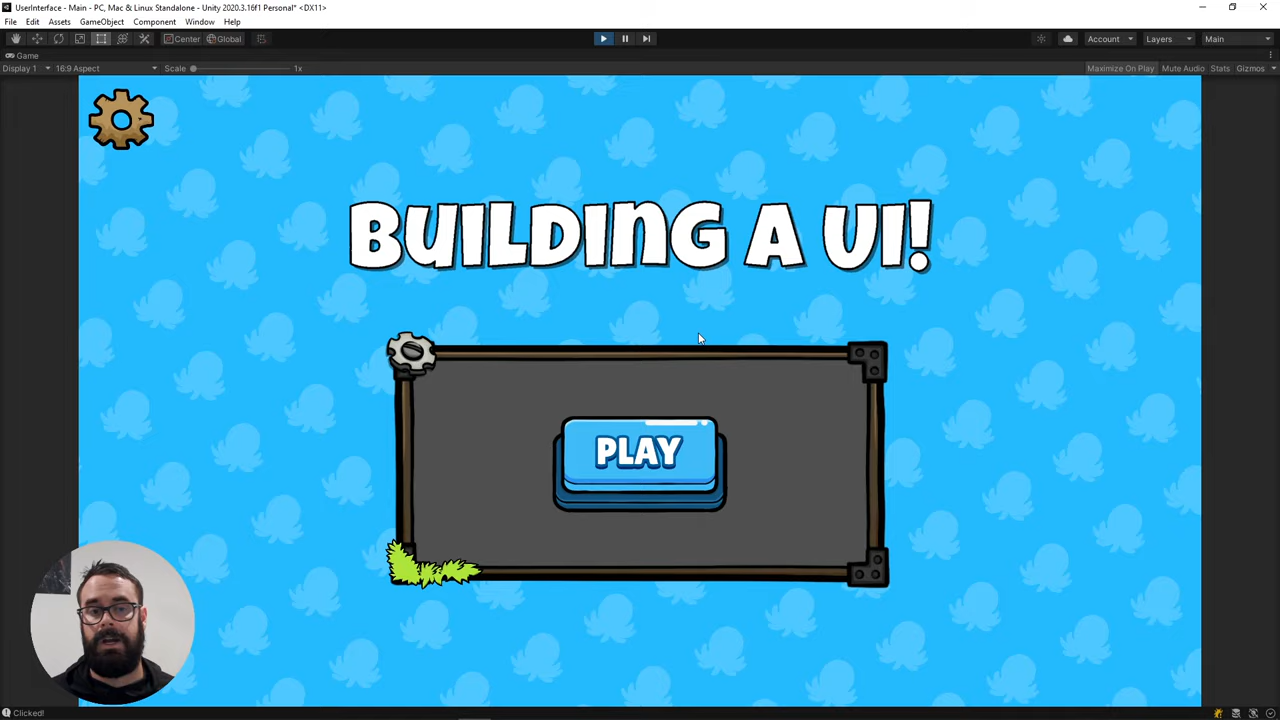 UserInterface - Main - PC, Mac & Linux Standalone - Unity 2020.3.16f1 Personal* <DX11>
File Edit Assets GameObject Component Window Help
Center Global Account Layers Main
Game
Display 1 16:9 Aspect Scale 1x Maximize On Play Mute Audio Stats Gizmos
BUILDING A UI!
PLAY
Clicked!